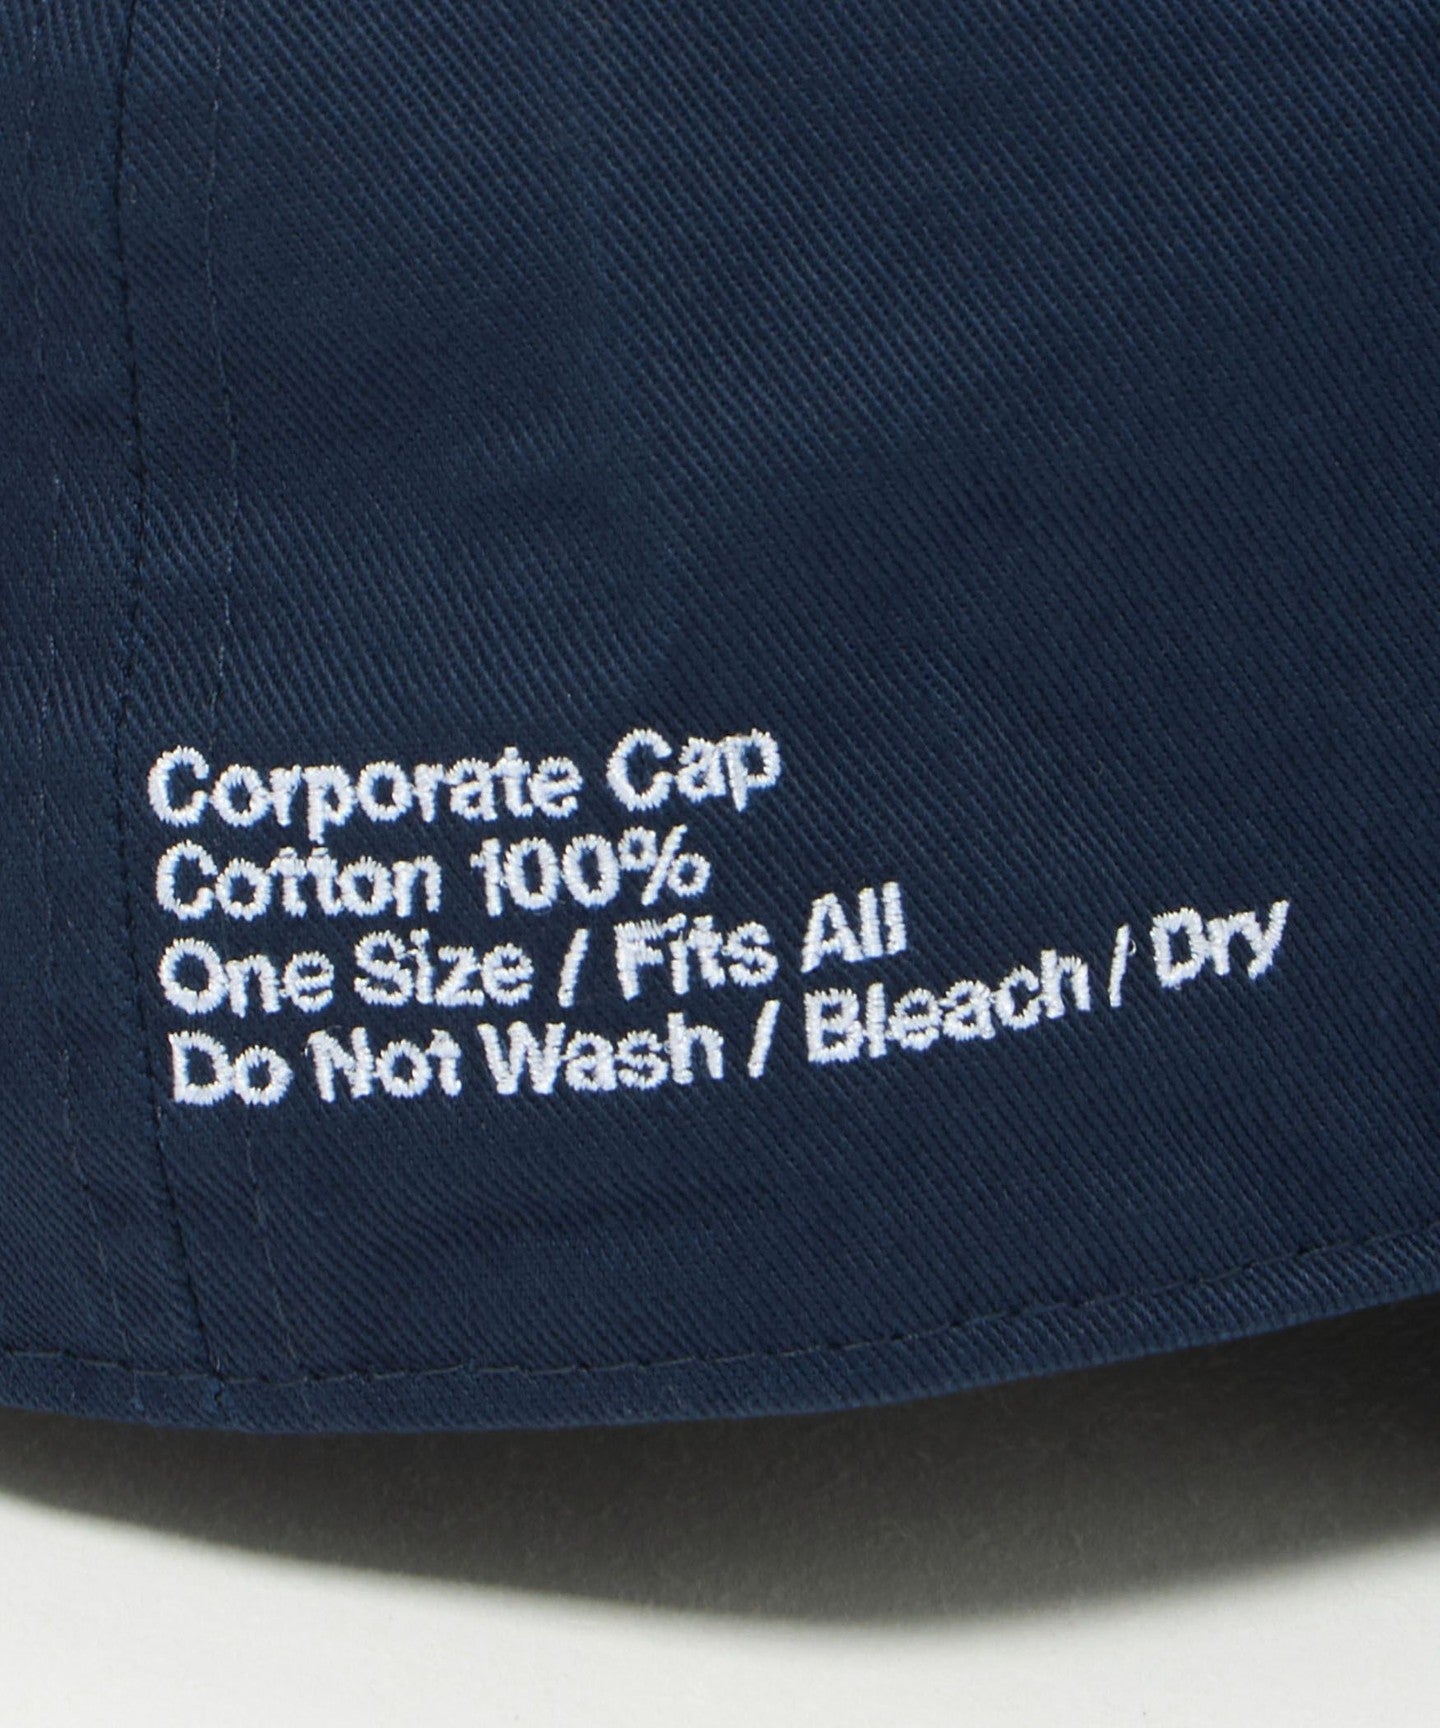 Corporate Cap
Cotton 100%
One Size / Fits All
Do Not Wash / Bleach / Dry